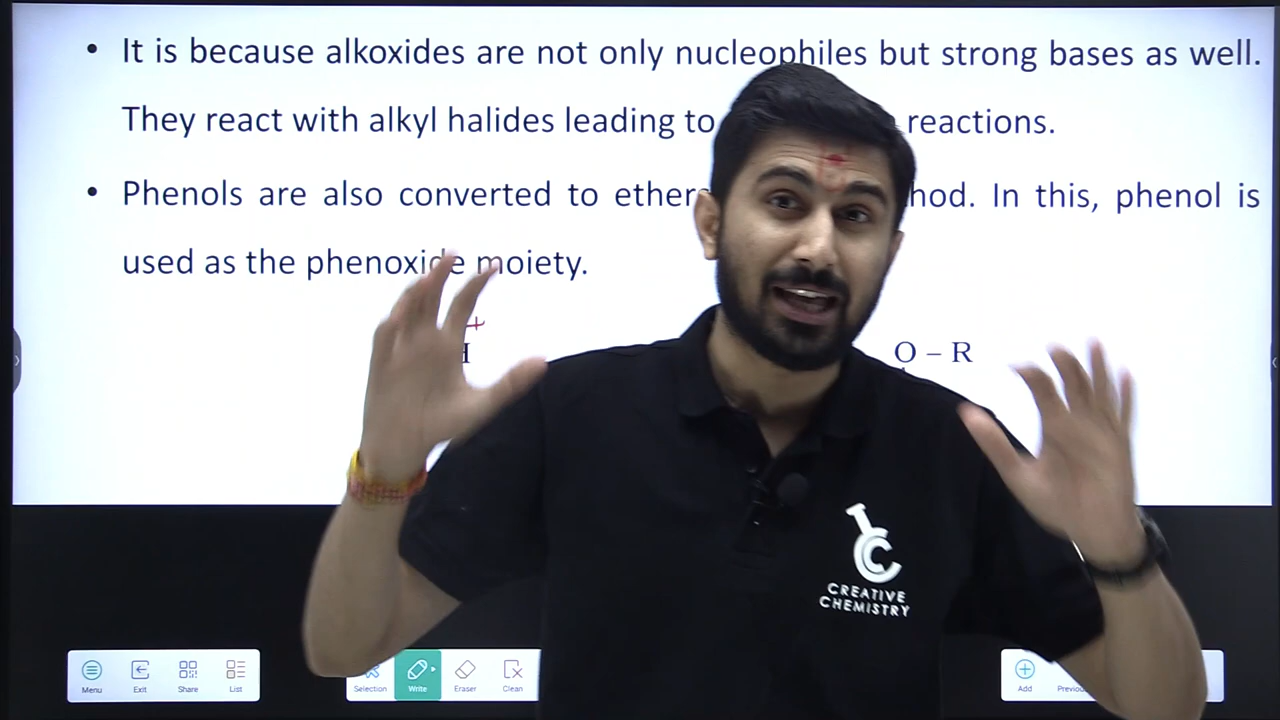 • It is because alkoxides are not only nucleophiles but strong bases as well.
They react with alkyl halides leading to reactions.
• Phenols are also converted to In this, phenol is
used as the phenoxide moiety.
O – R
CREATIVE
CHEMISTRY
Menu Exit Share List Selection Write Eraser Clean Add